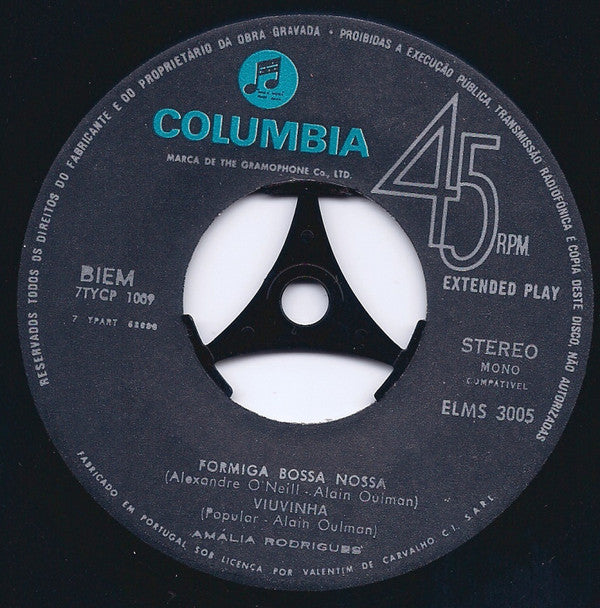 RESERVADOS TODOS OS DIREITOS DO FABRICANTE E DO PROPRIETÁRIO DA OBRA GRAVADA • PROIBIDAS A EXECUÇÃO PÚBLICA, TRANSMISSÃO RADIOFÓNICA E CÓPIA DESTE DISCO, NÃO AUTORIZADAS
COLUMBIA
MARCA DE THE GRAMOPHONE Co., LTD.
45 RPM
EXTENDED PLAY
BIEM
7TYCP 1009
7 YPART
STEREO
MONO
COMPATIVEL
ELMS 3005
FORMIGA BOSSA NOSSA
(Alexandre O'Neill - Alain Oulman)
VIUVINHA
(Popular - Alain Oulman)
AMÁLIA RODRIGUES
FABRICADO EM PORTUGAL SOB LICENÇA POR VALENTIM DE CARVALHO C.I. S.A.R.L.